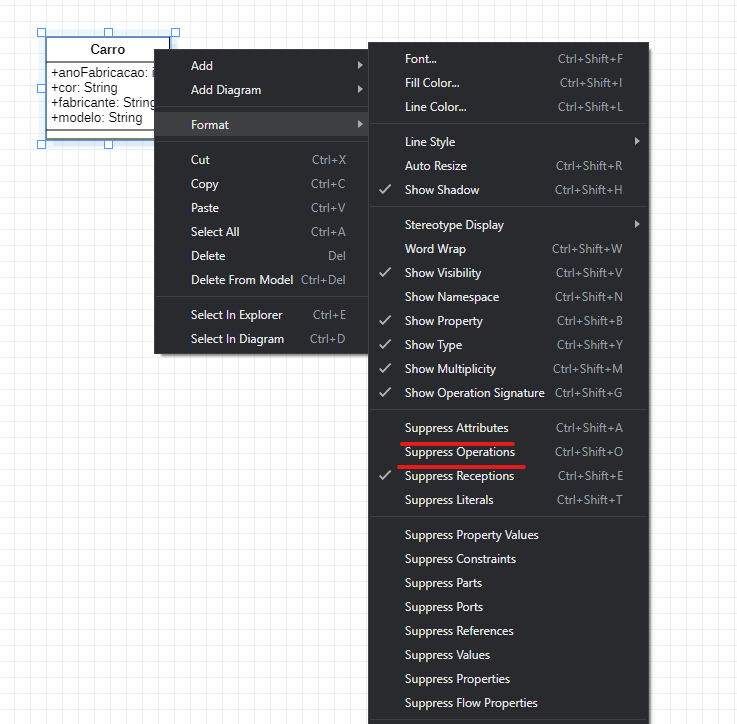 Carro
+anoFabricacao: i
+cor: String
+fabricante: String
+modelo: String
Add
Add Diagram
Format
Cut Ctrl+X
Copy Ctrl+C
Paste Ctrl+V
Select All Ctrl+A
Delete Del
Delete From Model Ctrl+Del
Select In Explorer Ctrl+E
Select In Diagram Ctrl+D
Font... Ctrl+Shift+F
Fill Color... Ctrl+Shift+I
Line Color... Ctrl+Shift+L
Line Style
Auto Resize Ctrl+Shift+R
Show Shadow Ctrl+Shift+H
Stereotype Display
Word Wrap Ctrl+Shift+W
Show Visibility Ctrl+Shift+V
Show Namespace Ctrl+Shift+N
Show Property Ctrl+Shift+B
Show Type Ctrl+Shift+Y
Show Multiplicity Ctrl+Shift+M
Show Operation Signature Ctrl+Shift+G
Suppress Attributes Ctrl+Shift+A
Suppress Operations Ctrl+Shift+O
Suppress Receptions Ctrl+Shift+E
Suppress Literals Ctrl+Shift+T
Suppress Property Values
Suppress Constraints
Suppress Parts
Suppress Ports
Suppress References
Suppress Values
Suppress Properties
Suppress Flow Properties